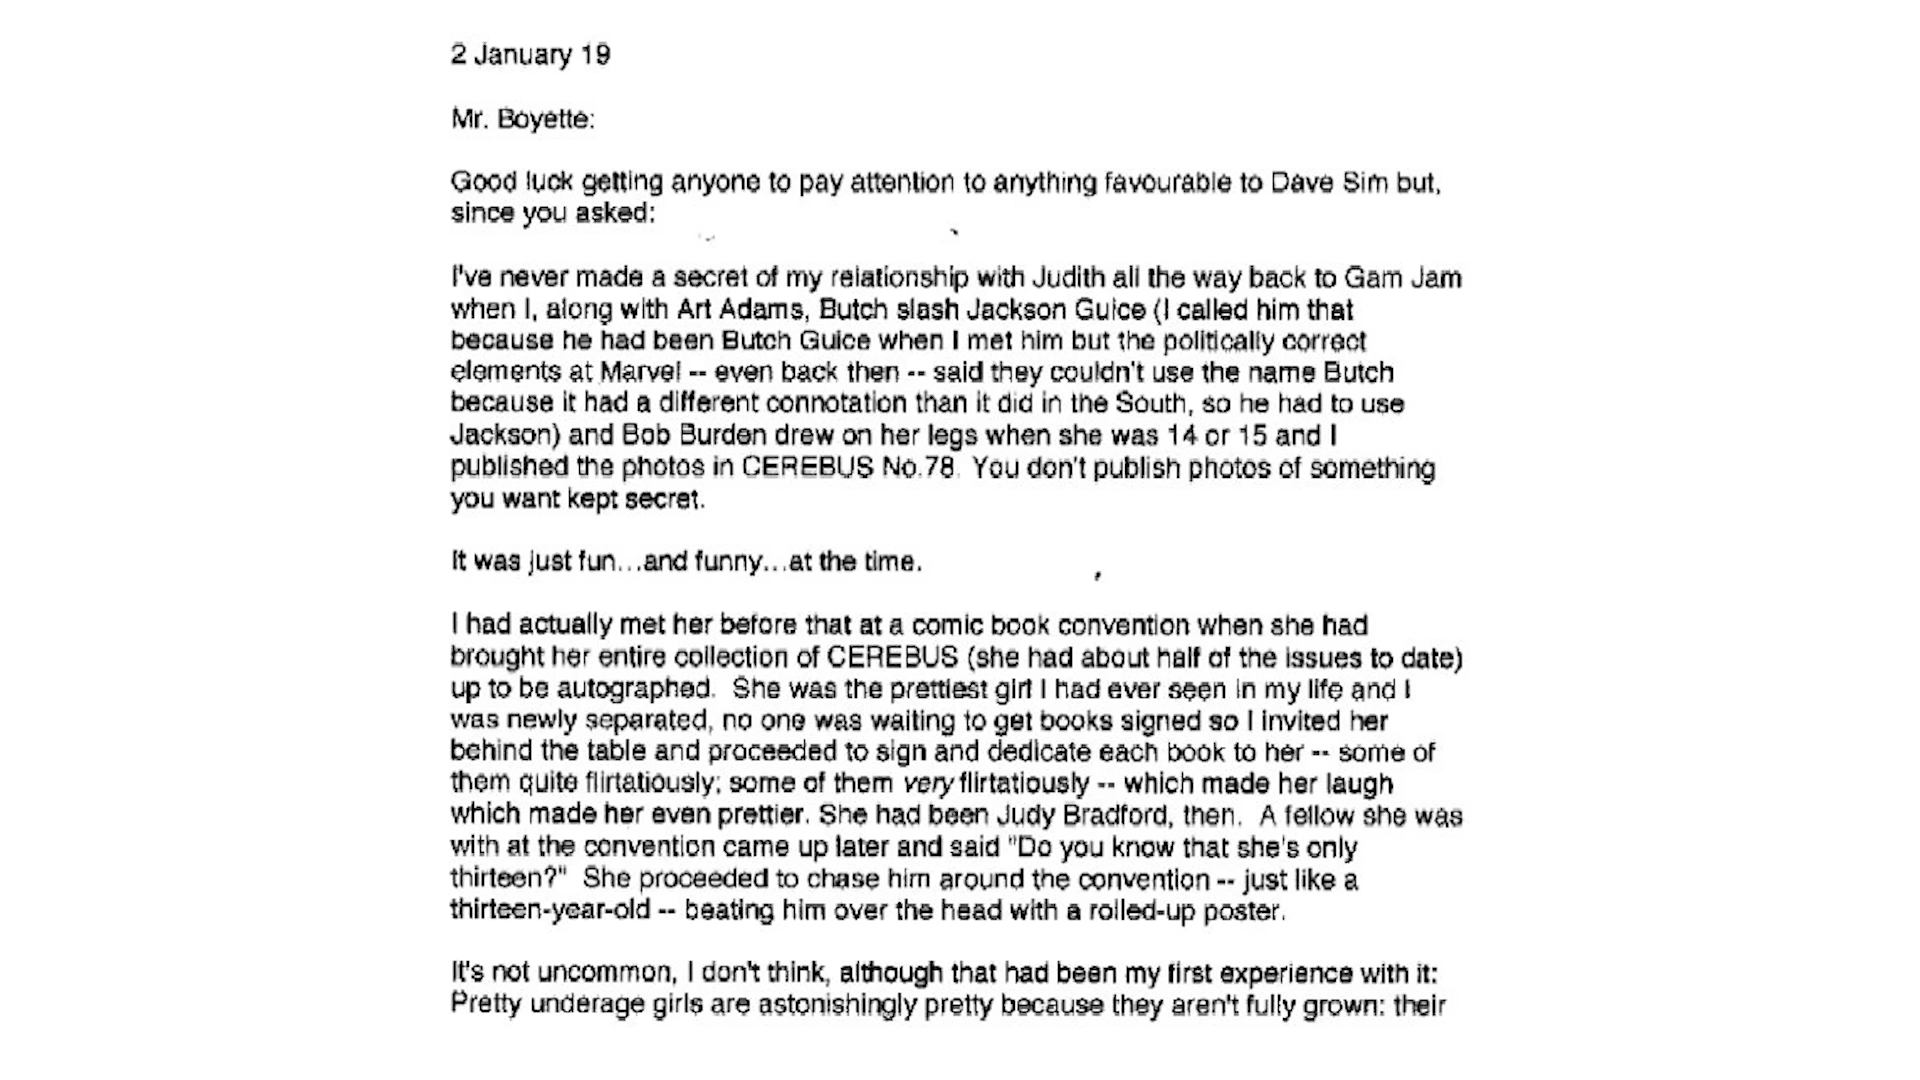 2 January 19
Mr. Boyette:
Good luck getting anyone to pay attention to anything favourable to Dave Sim but,
since you asked:
I've never made a secret of my relationship with Judith all the way back to Gam Jam
when I, along with Art Adams, Butch slash Jackson Guice (I called him that
because he had been Butch Guice when I met him but the politically correct
elements at Marvel -- even back then -- said they couldn't use the name Butch
because it had a different connotation than it did in the South, so he had to use
Jackson) and Bob Burden drew on her legs when she was 14 or 15 and I
published the photos in CEREBUS No.78. You don't publish photos of something
you want kept secret.
It was just fun...and funny...at the time.
I had actually met her before that at a comic book convention when she had
brought her entire collection of CEREBUS (she had about half of the issues to date)
up to be autographed. She was the prettiest girl I had ever seen in my life and I
was newly separated, no one was waiting to get books signed so I invited her
behind the table and proceeded to sign and dedicate each book to her -- some of
them quite flirtatiously; some of them very flirtatiously -- which made her laugh
which made her even prettier. She had been Judy Bradford, then. A fellow she was
with at the convention came up later and said "Do you know that she's only
thirteen?" She proceeded to chase him around the convention -- just like a
thirteen-year-old -- beating him over the head with a rolled-up poster.
It's not uncommon, I don't think, although that had been my first experience with it:
Pretty underage girls are astonishingly pretty because they aren't fully grown: their